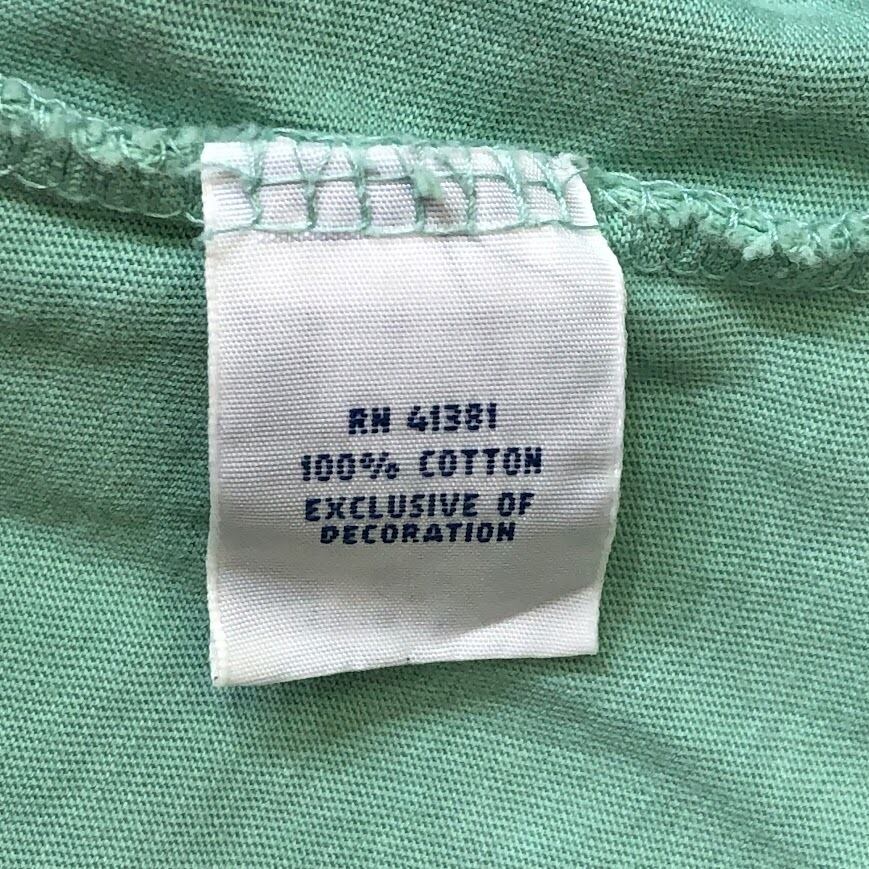 RN 41381
100% COTTON
EXCLUSIVE OF
DECORATION